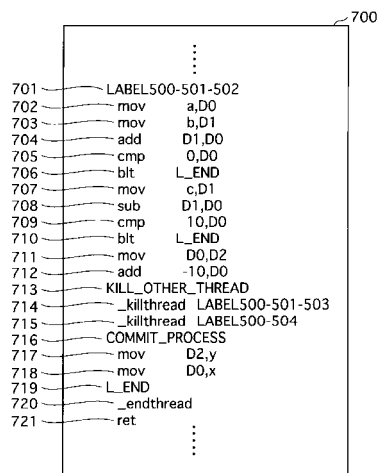 700
701 LABEL500-501-502
702 mov a,D0
703 mov b,D1
704 add D1,D0
705 cmp 0,D0
706 blt L_END
707 mov c,D1
708 sub D1,D0
709 cmp 10,D0
710 blt L_END
711 mov D0,D2
712 add -10,D0
713 KILL_OTHER_THREAD
714 _killthread LABEL500-501-503
715 _killthread LABEL500-504
716 COMMIT_PROCESS
717 mov D2,y
718 mov D0,x
719 L_END
720 _endthread
721 ret